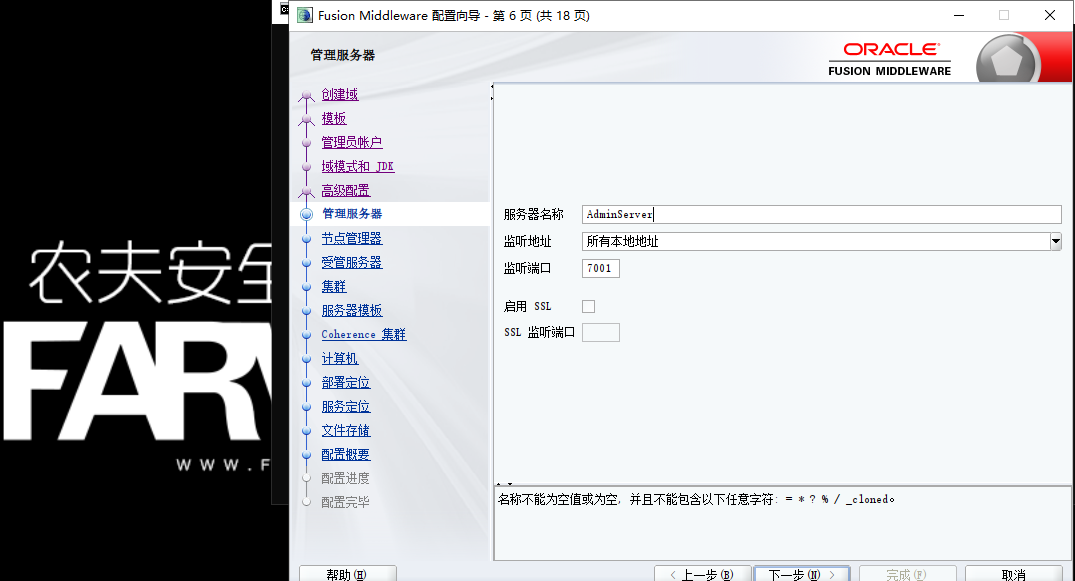 Fusion Middleware 配置向导 - 第 6 页 (共 18 页)
管理服务器
ORACLE
FUSION MIDDLEWARE
创建域
模板
管理员帐户
域模式和 JDK
高级配置
管理服务器
节点管理器
受管服务器
集群
服务器模板
Coherence 集群
计算机
部署定位
服务定位
文件存储
配置概要
配置进度
配置完毕
服务器名称 AdminServer
监听地址 所有本地地址
监听端口 7001
启用 SSL
SSL 监听端口
名称不能为空值或为空, 并且不能包含以下任意字符: = * ? % / _cloned。
帮助(H)
< 上一步(B)
下一步(N) >
完成(F)
取消
农夫安全
WWW.F